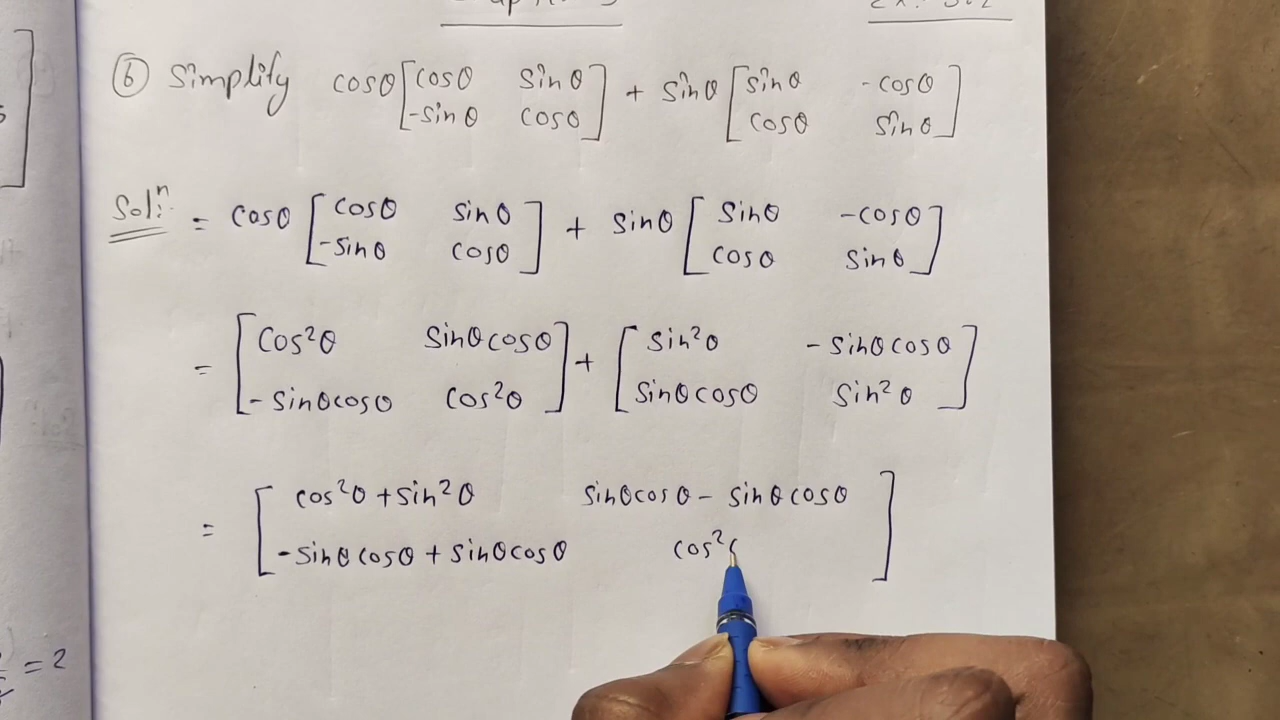 ⑥ Simplify cosθ [cosθ sinθ + sinθ [sinθ -cosθ
-sinθ cosθ] cosθ sinθ]
Solⁿ: = cosθ [cosθ sinθ + sinθ [sinθ -cosθ
-sinθ cosθ] cosθ sinθ]
= [cos²θ sinθcosθ + [sin²θ -sinθcosθ
-sinθcosθ cos²θ] sinθcosθ sin²θ]
= [cos²θ+sin²θ sinθcosθ - sinθcosθ
-sinθcosθ + sinθcosθ cos²
= 2